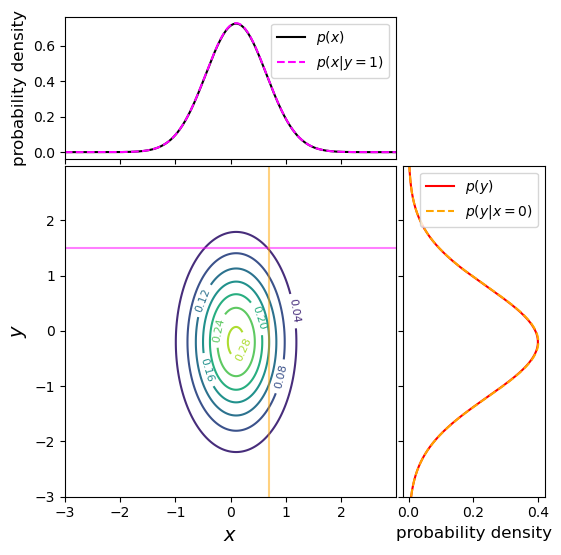 probability density
0.6
0.4
0.2
0.0
p(x)
p(x|y = 1)
y
2
1
0
−1
−2
−3
0.12
0.04
0.20
0.24
0.28
0.16
0.08
p(y)
p(y|x = 0)
−3 −2 −1 0 1 2
x
0.0 0.2 0.4
probability density